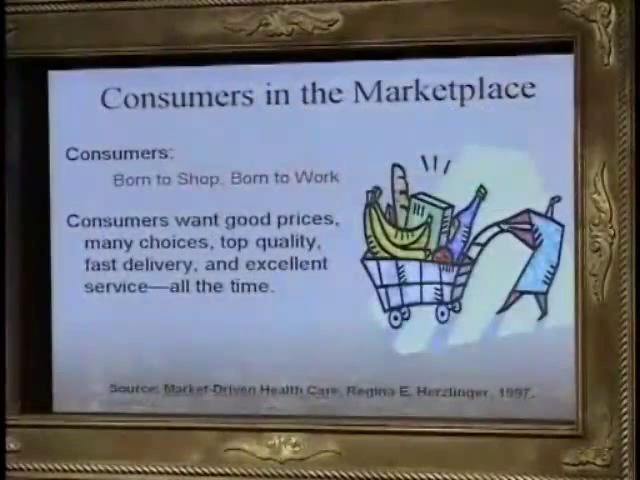 Consumers in the Marketplace
Consumers:
Born to Shop, Born to Work
Consumers want good prices,
many choices, top quality,
fast delivery, and excellent
service—all the time.
Source: Market-Driven Health Care, Regina E. Herzlinger, 1997.